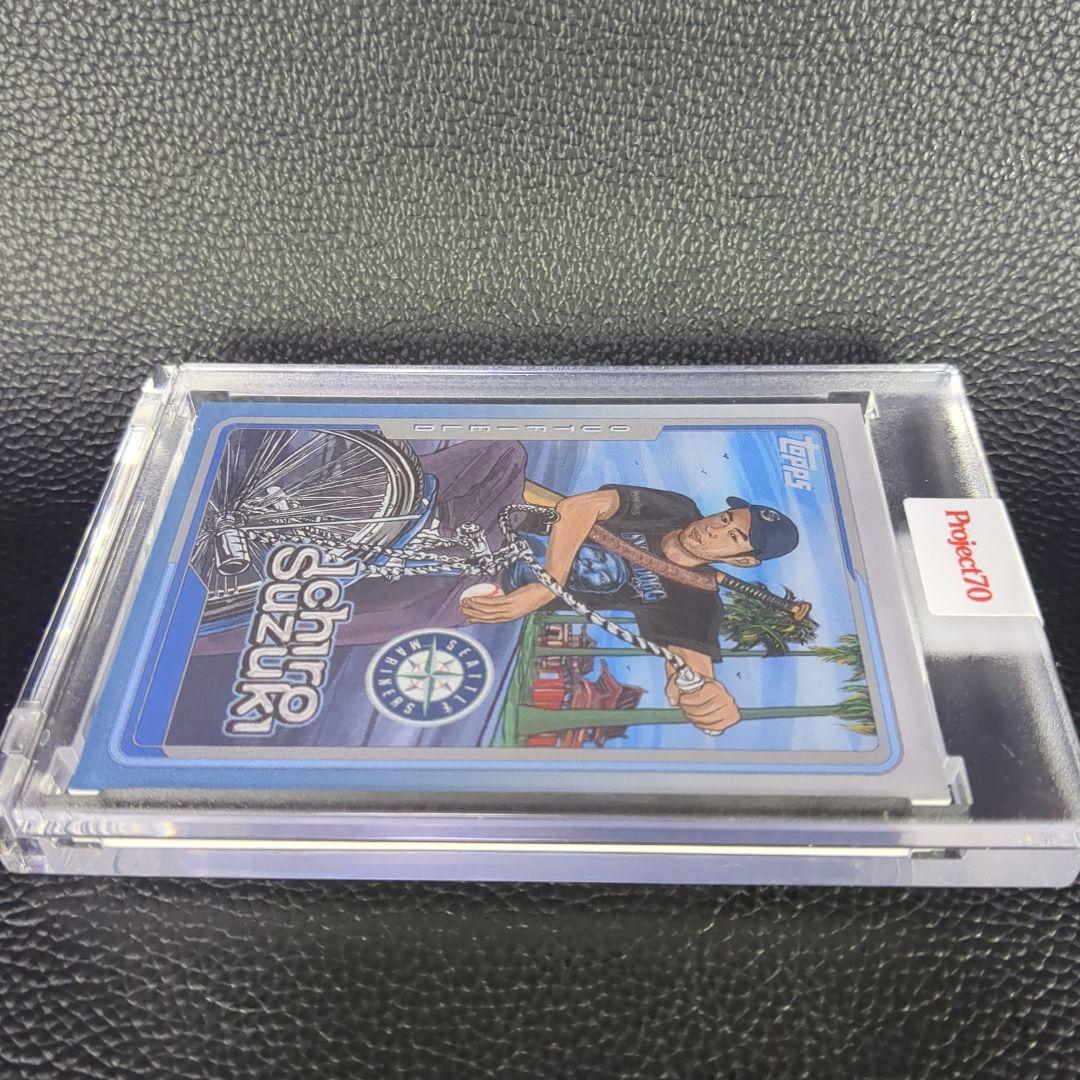 Project70
Topps
OUTFIELD
SEATTLE
MARINERS
Ichiro
Suzuki